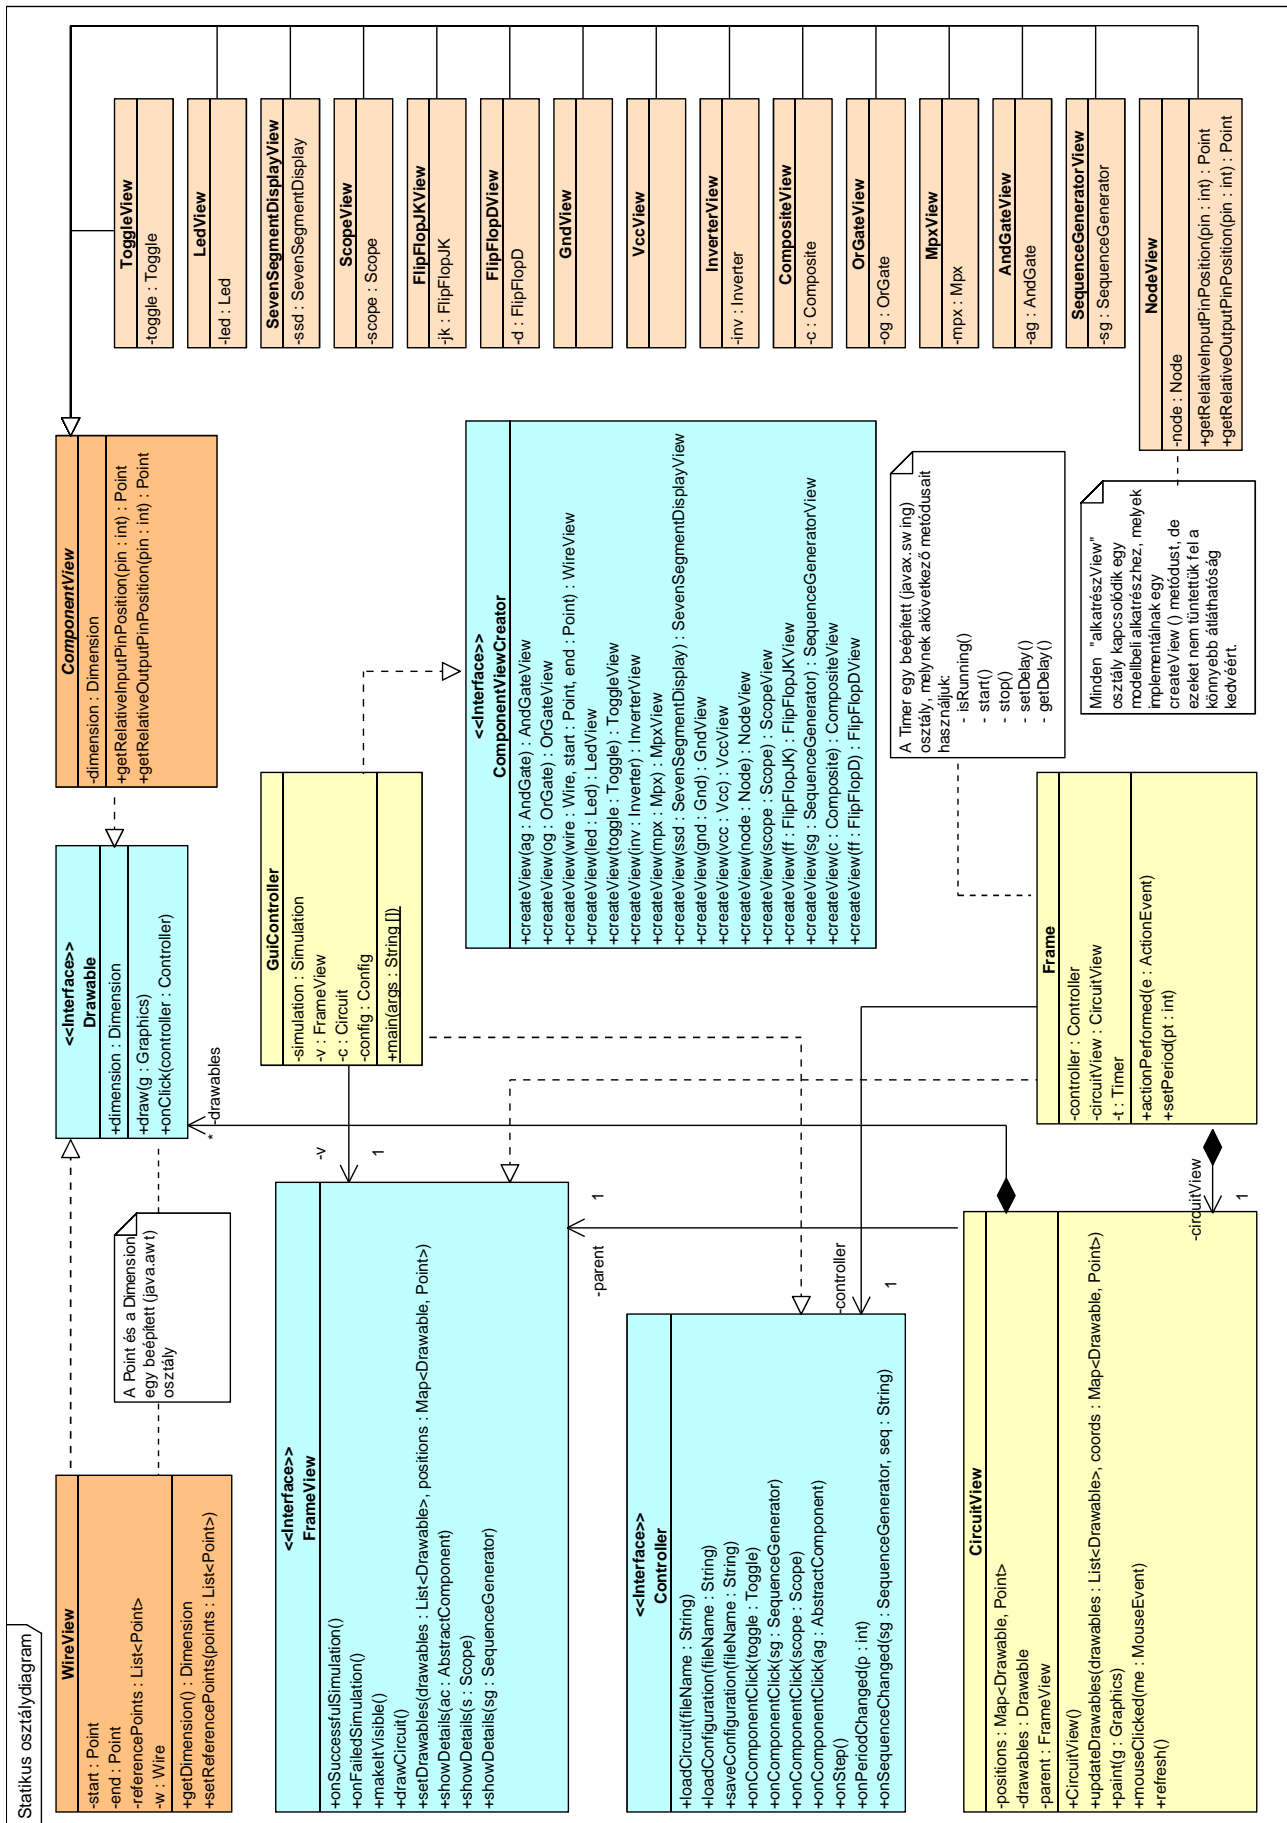 Statikus osztálydiagram
WireView
-start : Point
-end : Point
-referencePoints : List<Point>
-w : Wire
+getDimension() : Dimension
+setReferencePoints(points : List<Point>)
A Point és a Dimension
egy beépített (java.awt)
osztály
<<Interface>>
Drawable
+dimension : Dimension
+draw(g : Graphics)
+onClick(controller : Controller)
* -drawables
ComponentView
-dimension : Dimension
+getRelativeInputPinPosition(pin : int) : Point
+getRelativeOutputPinPosition(pin : int) : Point
ToggleView
-toggle : Toggle
LedView
-led : Led
SevenSegmentDisplayView
-ssd : SevenSegmentDisplay
ScopeView
-scope : Scope
FlipFlopJKView
-jk : FlipFlopJK
FlipFlopDView
-d : FlipFlopD
GndView
VccView
InverterView
-inv : Inverter
CompositeView
-c : Composite
OrGateView
-og : OrGate
MpxView
-mpx : Mpx
AndGateView
-ag : AndGate
SequenceGeneratorView
-sg : SequenceGenerator
NodeView
-node : Node
+getRelativeInputPinPosition(pin : int) : Point
+getRelativeOutputPinPosition(pin : int) : Point
<<Interface>>
FrameView
+onSuccessfulSimulation()
+onFailedSimulation()
+makeItVisible()
+drawCircuit()
+setDrawables(drawables : List<Drawable>, positions : Map<Drawable, Point>)
+showDetails(ac : AbstractComponent)
+showDetails(s : Scope)
+showDetails(sg : SequenceGenerator)
-v
1
GuiController
-simulation : Simulation
-v : FrameView
-c : Circuit
-config : Config
+main(args : String [])
<<Interface>>
ComponentViewCreator
+createView(ag : AndGate) : AndGateView
+createView(og : OrGate) : OrGateView
+createView(wire : Wire, start : Point, end : Point) : WireView
+createView(led : Led) : LedView
+createView(toggle : Toggle) : ToggleView
+createView(inv : Inverter) : InverterView
+createView(mpx : Mpx) : MpxView
+createView(ssd : SevenSegmentDisplay) : SevenSegmentDisplayView
+createView(gnd : Gnd) : GndView
+createView(vcc : Vcc) : VccView
+createView(node : Node) : NodeView
+createView(scope : Scope) : ScopeView
+createView(ff : FlipFlopJK) : FlipFlopJKView
+createView(sg : SequenceGenerator) : SequenceGeneratorView
+createView(c : Composite) : CompositeView
+createView(ff : FlipFlopD) : FlipFlopDView
-parent
1
<<Interface>>
Controller
+loadCircuit(fileName : String)
+loadConfiguration(fileName : String)
+saveConfiguration(fileName : String)
+onComponentClick(toggle : Toggle)
+onComponentClick(sg : SequenceGenerator)
+onComponentClick(scope : Scope)
+onComponentClick(ag : AbstractComponent)
+onStep()
+onPeriodChanged(p : int)
+onSequenceChanged(sg : SequenceGenerator, seq : String)
-controller
1
A Timer egy beépített (javax.swing)
osztály, melynek akövetkező metódusait
használjuk:
- isRunning()
- start()
- stop()
- setDelay()
- getDelay()
CircuitView
-positions : Map<Drawable, Point>
-drawables : Drawable
-parent : FrameView
+CircuitView()
+updateDrawables(drawables : List<Drawable>, coords : Map<Drawable, Point>)
+paint(g : Graphics)
+mouseClicked(me : MouseEvent)
+refresh()
-circuitView
1
Frame
-controller : Controller
-circuitView : CircuitView
-t : Timer
+actionPerformed(e : ActionEvent)
+setPeriod(pt : int)
Minden "alkatrészView"
osztály kapcsolódik egy
modellbeli alkatrészhez, melyek
implementálnak egy
createView () metódust, de
ezeket nem tüntettük fel a
könnyebb átláthatóság
kedvéért.